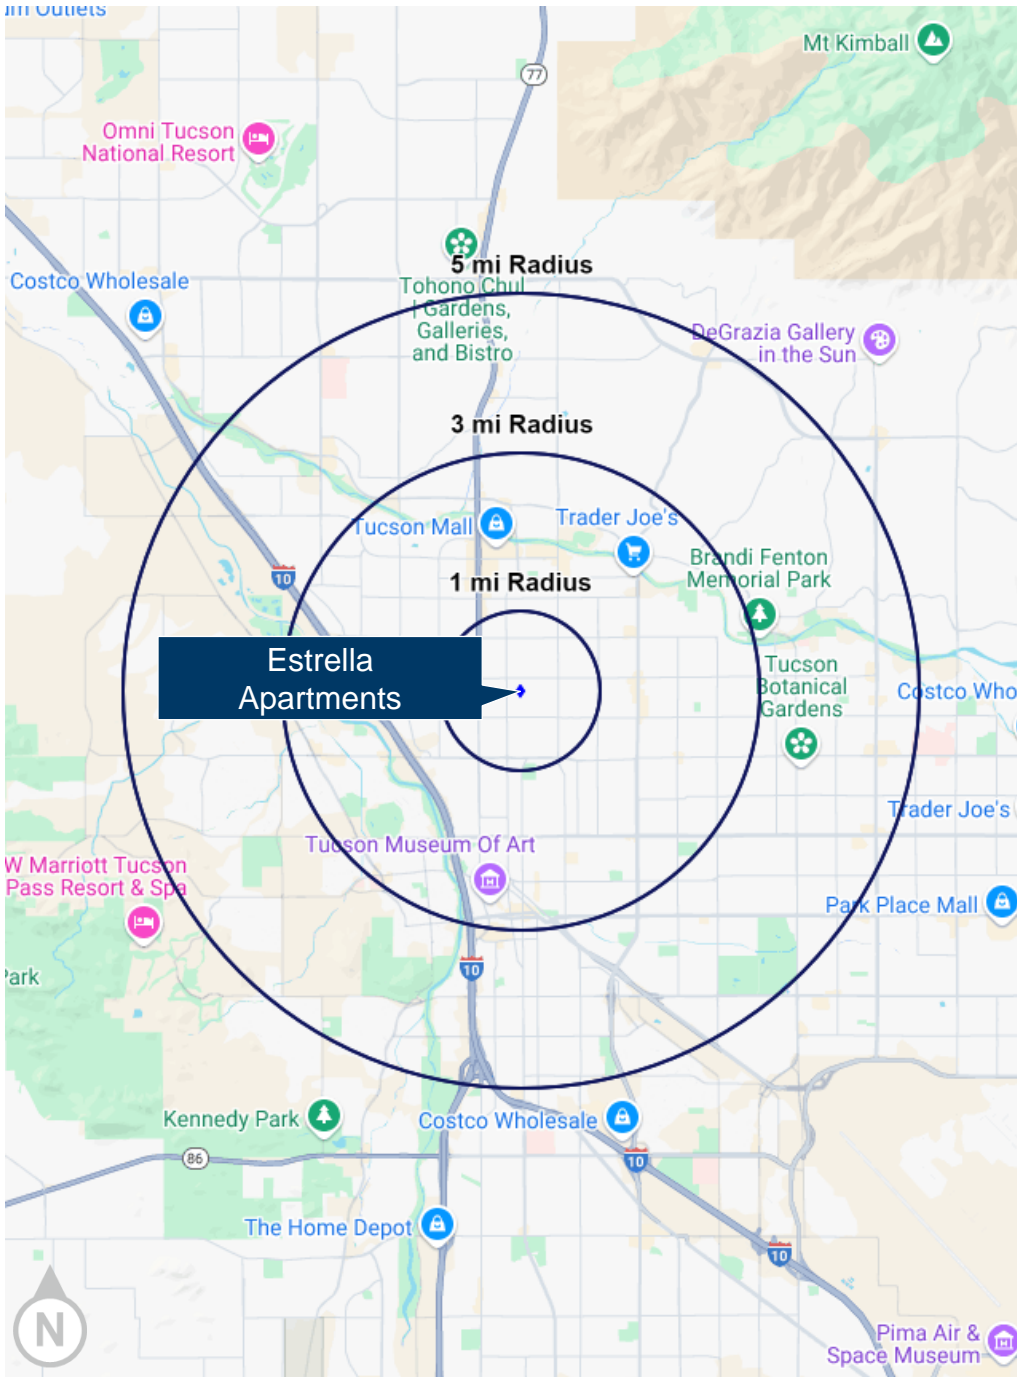 um Outlets
Mt Kimball
77
Omni Tucson
National Resort
5 mi Radius
Costco Wholesale
Tohono Chul
| Gardens,
Galleries,
and Bistro
DeGrazia Gallery
in the Sun
3 mi Radius
Tucson Mall
Trader Joe's
Brandi Fenton
Memorial Park
10
1 mi Radius
Estrella
Apartments
Tucson
Botanical
Gardens
Costco Who
Trader Joe's
Tucson Museum Of Art
W Marriott Tucson
Pass Resort & Spa
Park Place Mall
10
Park
Kennedy Park
Costco Wholesale
86
10
The Home Depot
10
N
Pima Air &
Space Museum